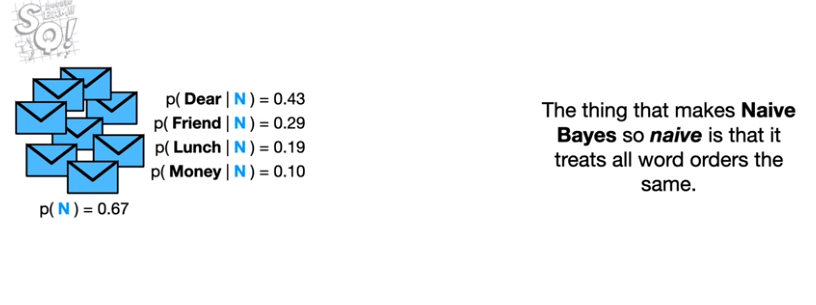 p( Dear | N ) = 0.43
p( Friend | N ) = 0.29
p( Lunch | N ) = 0.19
p( Money | N ) = 0.10
p( N ) = 0.67
The thing that makes Naive
Bayes so naive is that it
treats all word orders the
same.